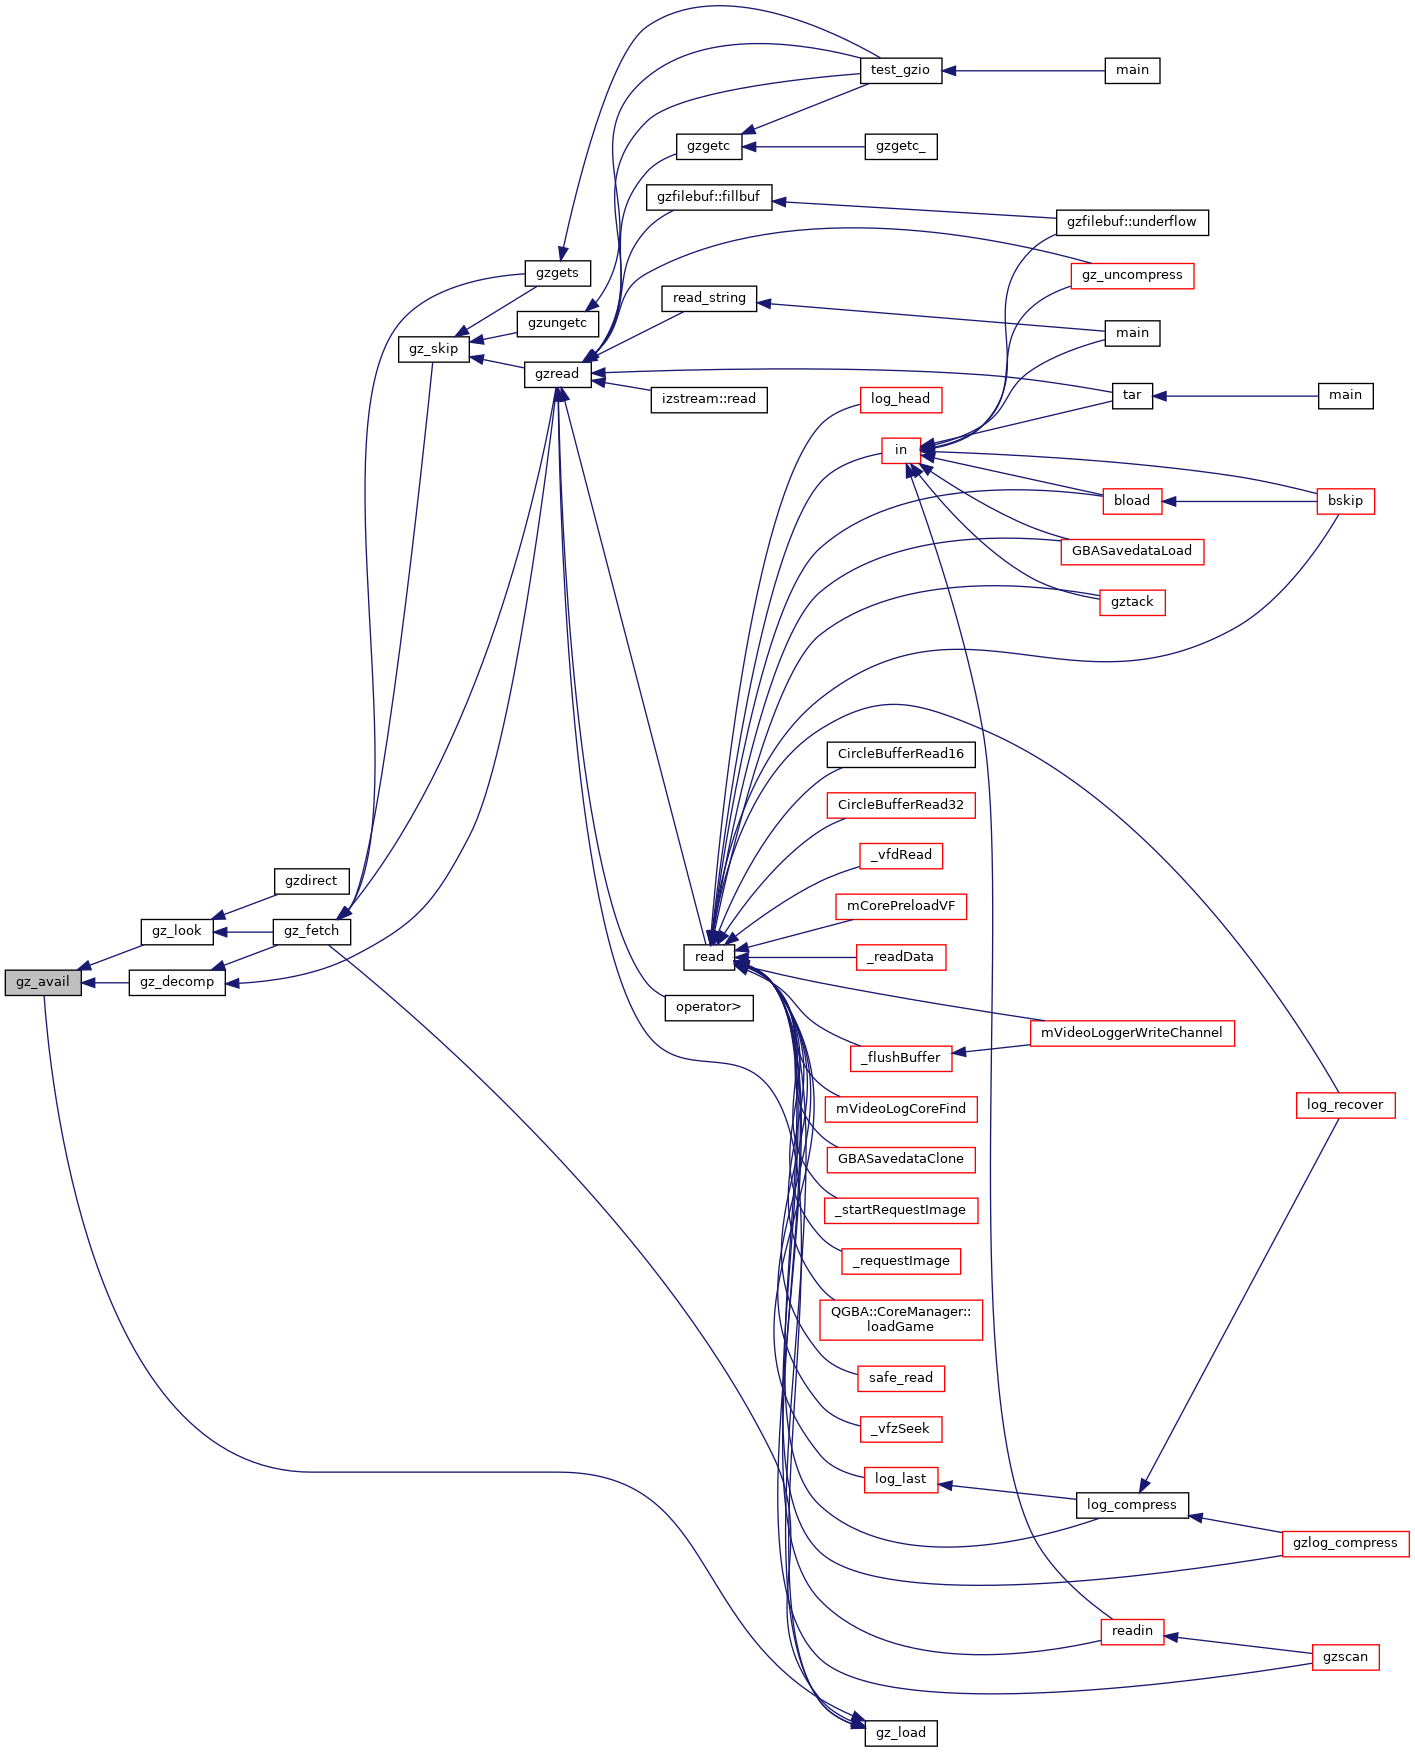 test_gzio
main
gzgetc
gzgetc_
gzfilebuf::fillbuf
gzfilebuf::underflow
gzgets
gz_uncompress
read_string
gzungetc
main
gz_skip
gzread
izstream::read
log_head
tar
main
in
bload
bskip
GBASavedataLoad
gztack
CircleBufferRead16
CircleBufferRead32
_vfdRead
gzdirect
mCorePreloadVF
gz_look
gz_fetch
read
_readData
gz_avail
gz_decomp
operator>
mVideoLoggerWriteChannel
_flushBuffer
mVideoLogCoreFind
log_recover
GBASavedataClone
_startRequestImage
_requestImage
QGBA::CoreManager::
loadGame
safe_read
_vfzSeek
log_last
log_compress
gzlog_compress
readin
gzscan
gz_load